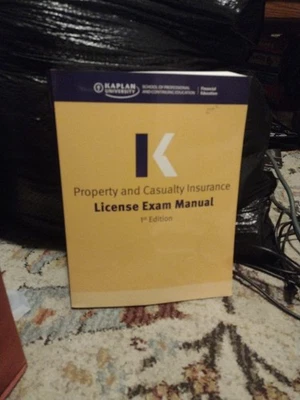 KAPLAN
UNIVERSITY
SCHOOL OF PROFESSIONAL
AND CONTINUING EDUCATION
Financial
Education
K
Property and Casualty Insurance
License Exam Manual
1st Edition